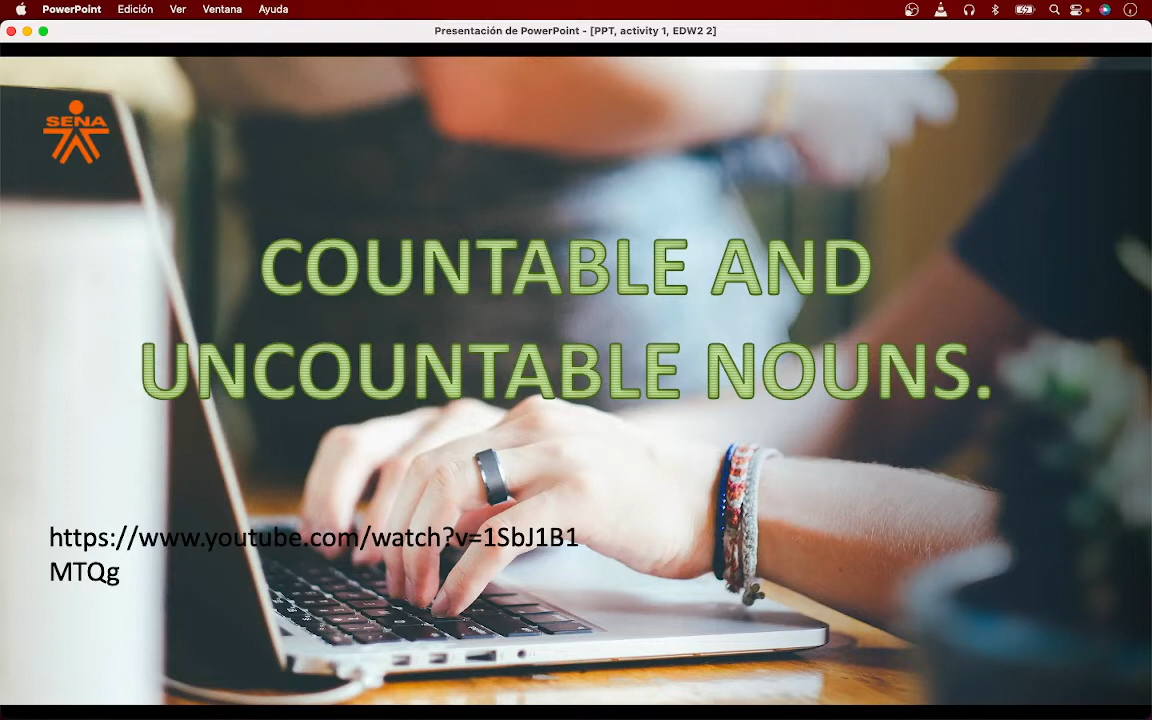 PowerPoint Edición Ver Ventana Ayuda
Presentación de PowerPoint - [PPT, activity 1, EDW2 2]
SENA
COUNTABLE AND
UNCOUNTABLE NOUNS.
https://www.youtube.com/watch?v=1SbJ1B1
MTQg